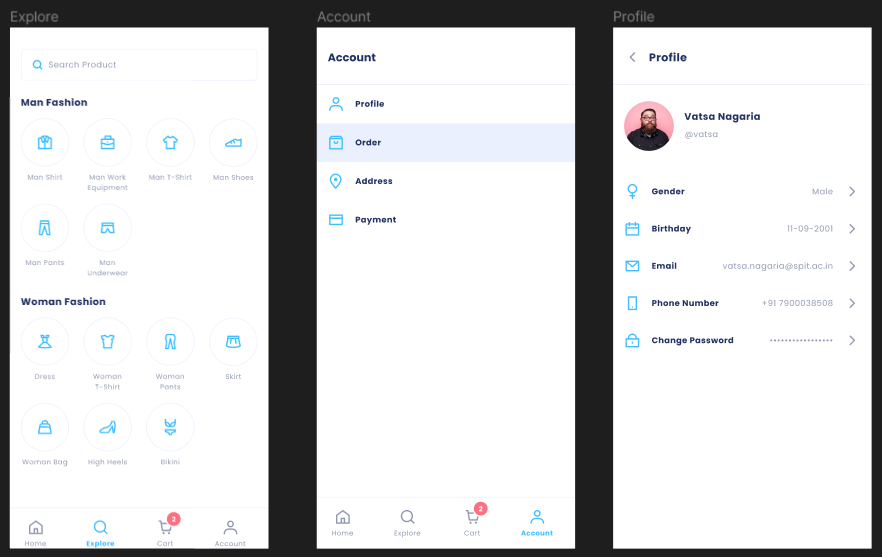 Explore
Search Product
Man Fashion
Man Shirt
Man Work
Equipment
Man T-Shirt
Man Shoes
Man Pants
Man
Underwear
Woman Fashion
Dress
Woman
T-Shirt
Woman
Pants
Skirt
Woman Bag
High Heels
Bikini
2
Home
Explore
Cart
Account
Account
Account
Profile
Order
Address
Payment
2
Home
Explore
Cart
Account
Profile
Profile
Vatsa Nagaria
@vatsa
Gender Male
Birthday 11-09-2001
Email vatsa.nagaria@spit.ac.in
Phone Number +91 7900038508
Change Password •••••••••••••••••